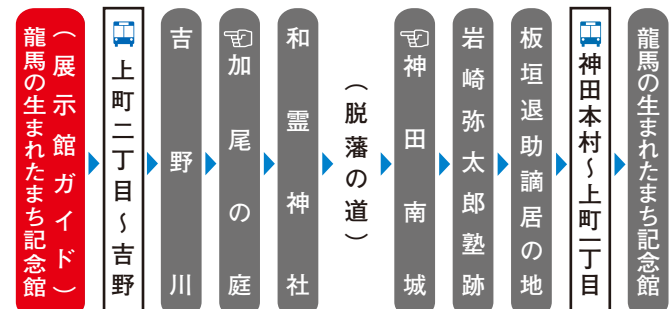 龍馬の生まれたまち記念館
（展示館ガイド）
上町二丁目～吉野
吉野川
加尾の庭
和霊神社
（脱藩の道）
神田南城
岩崎弥太郎塾跡
板垣退助謫居の地
神田本村～上町一丁目
龍馬の生まれたまち記念館